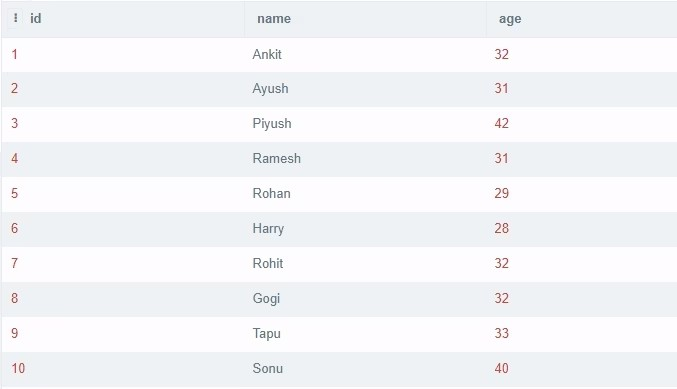 id name age
1 Ankit 32
2 Ayush 31
3 Piyush 42
4 Ramesh 31
5 Rohan 29
6 Harry 28
7 Rohit 32
8 Gogi 32
9 Tapu 33
10 Sonu 40